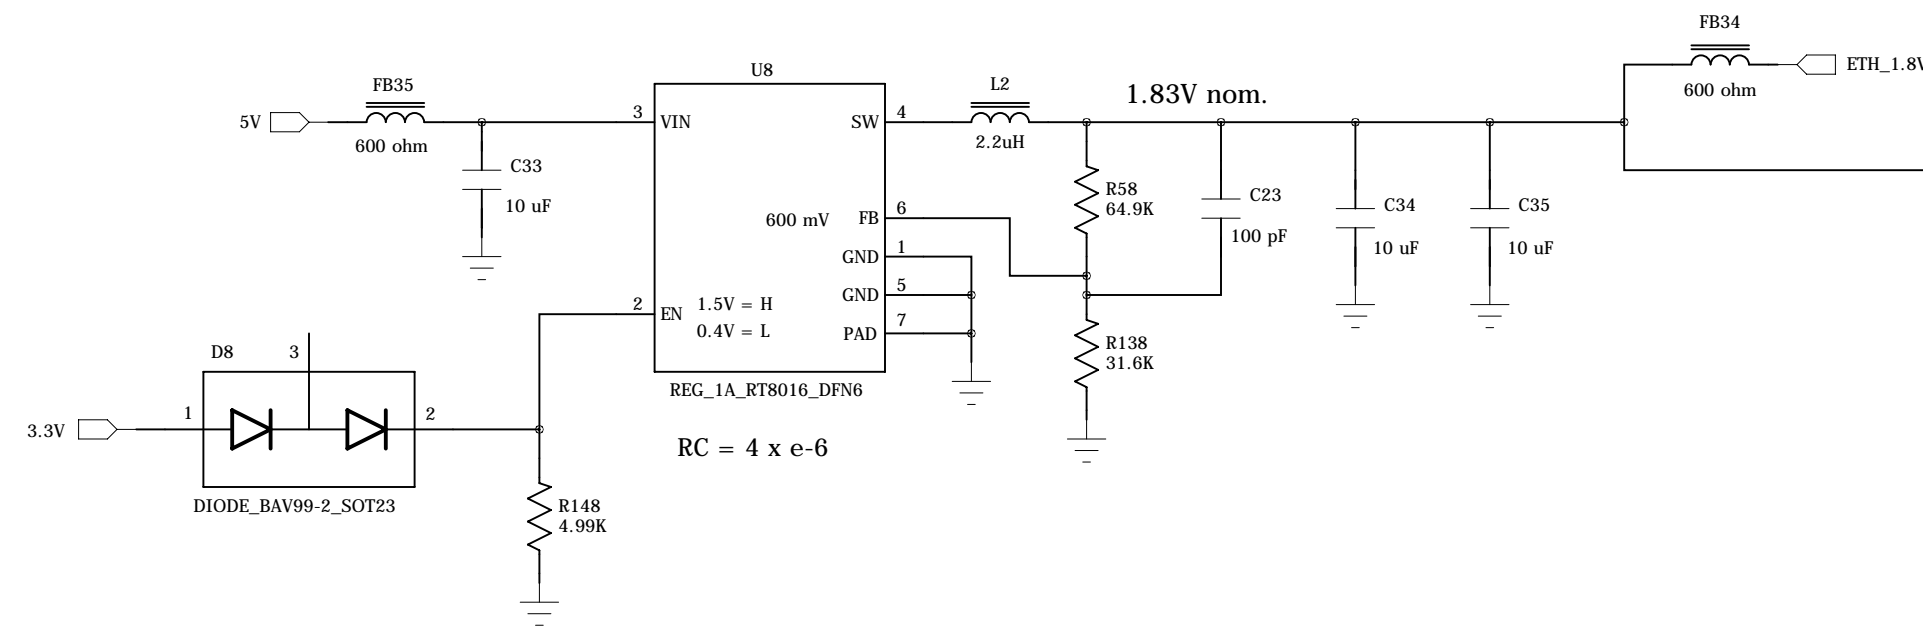 FB34
ETH_1.8V
600 ohm
FB35
5V
600 ohm
C33
10 uF
U8
3
VIN
SW
4
600 mV
FB
6
GND
1
GND
5
PAD
7
2
EN
1.5V = H
0.4V = L
REG_1A_RT8016_DFN6
L2
2.2uH
1.83V nom.
R58
64.9K
C23
100 pF
C34
10 uF
C35
10 uF
R138
31.6K
D8
3
3.3V
1
2
DIODE_BAV99-2_SOT23
R148
4.99K
RC = 4 x e-6